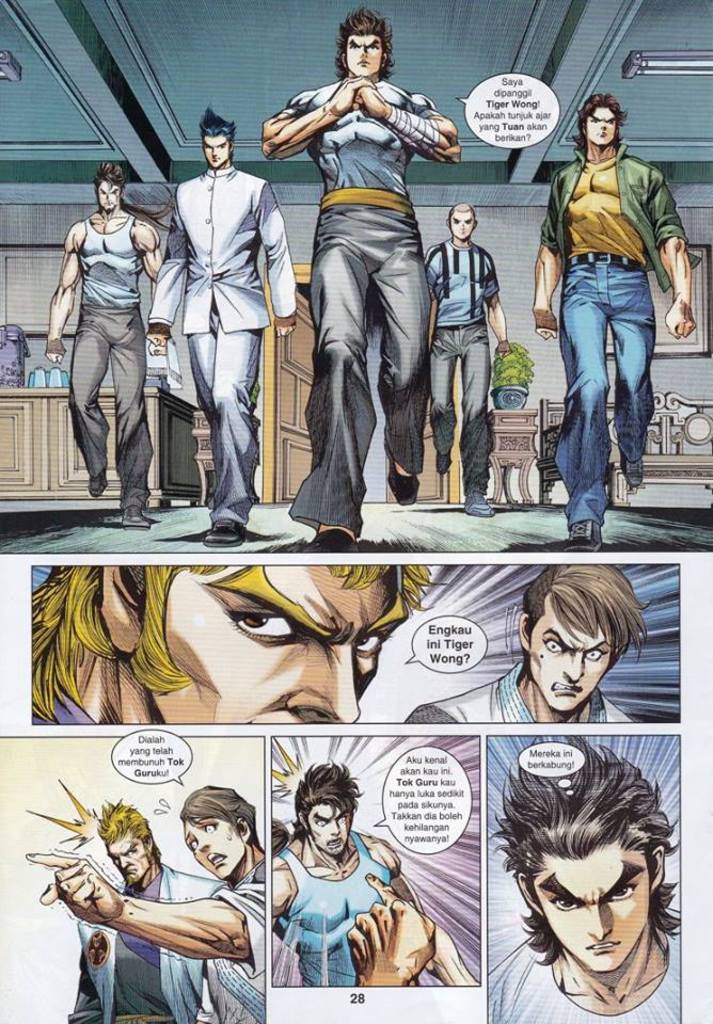 Saya
dipanggil
Tiger Wong!
Apakah tunjuk ajar
yang Tuan akan
berikan?
Engkau
ini Tiger
Wong?
Dialah
yang telah
membunuh Tok
Guruku!
Aku kenal
akan kau ini.
Tok Guru kau
hanya luka sedikit
pada sikunya.
Takkan dia boleh
kehilangan
nyawanya!
Mereka ini
berkabung!
28